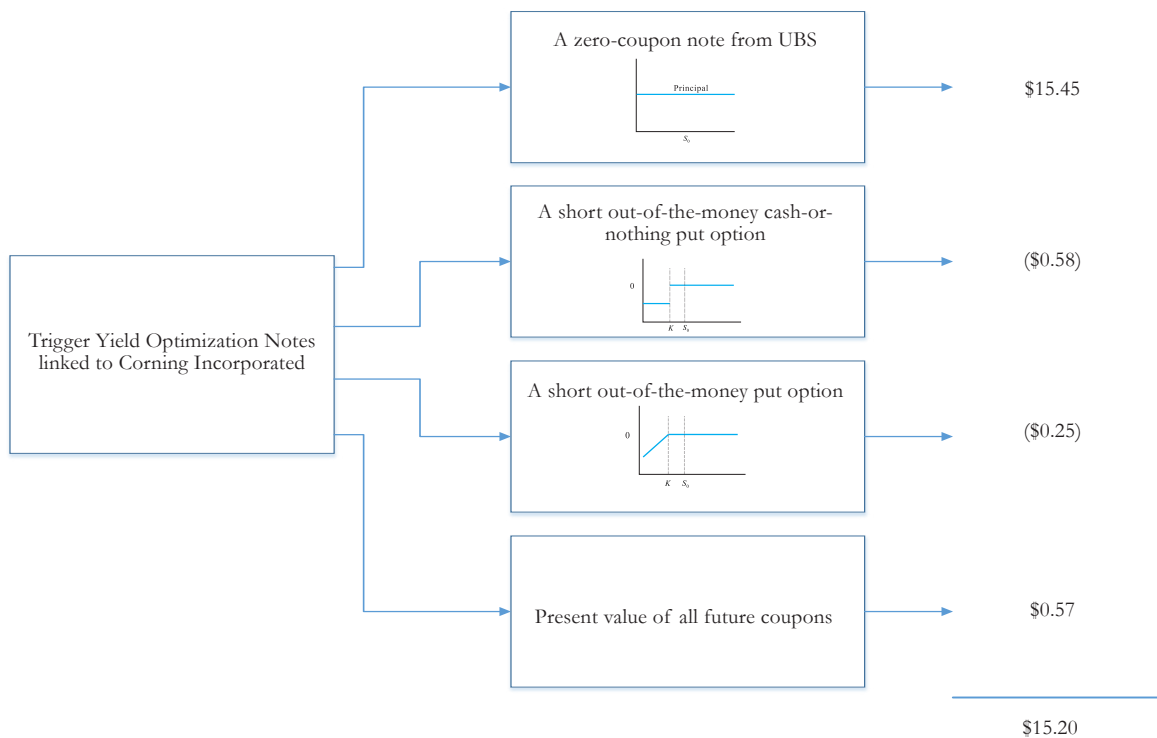 A zero-coupon note from UBS
Principal
S0
$15.45
A short out-of-the-money cash-or-
nothing put option
0
K S0
($0.58)
Trigger Yield Optimization Notes
linked to Corning Incorporated
A short out-of-the-money put option
0
K S0
($0.25)
Present value of all future coupons
$0.57
$15.20